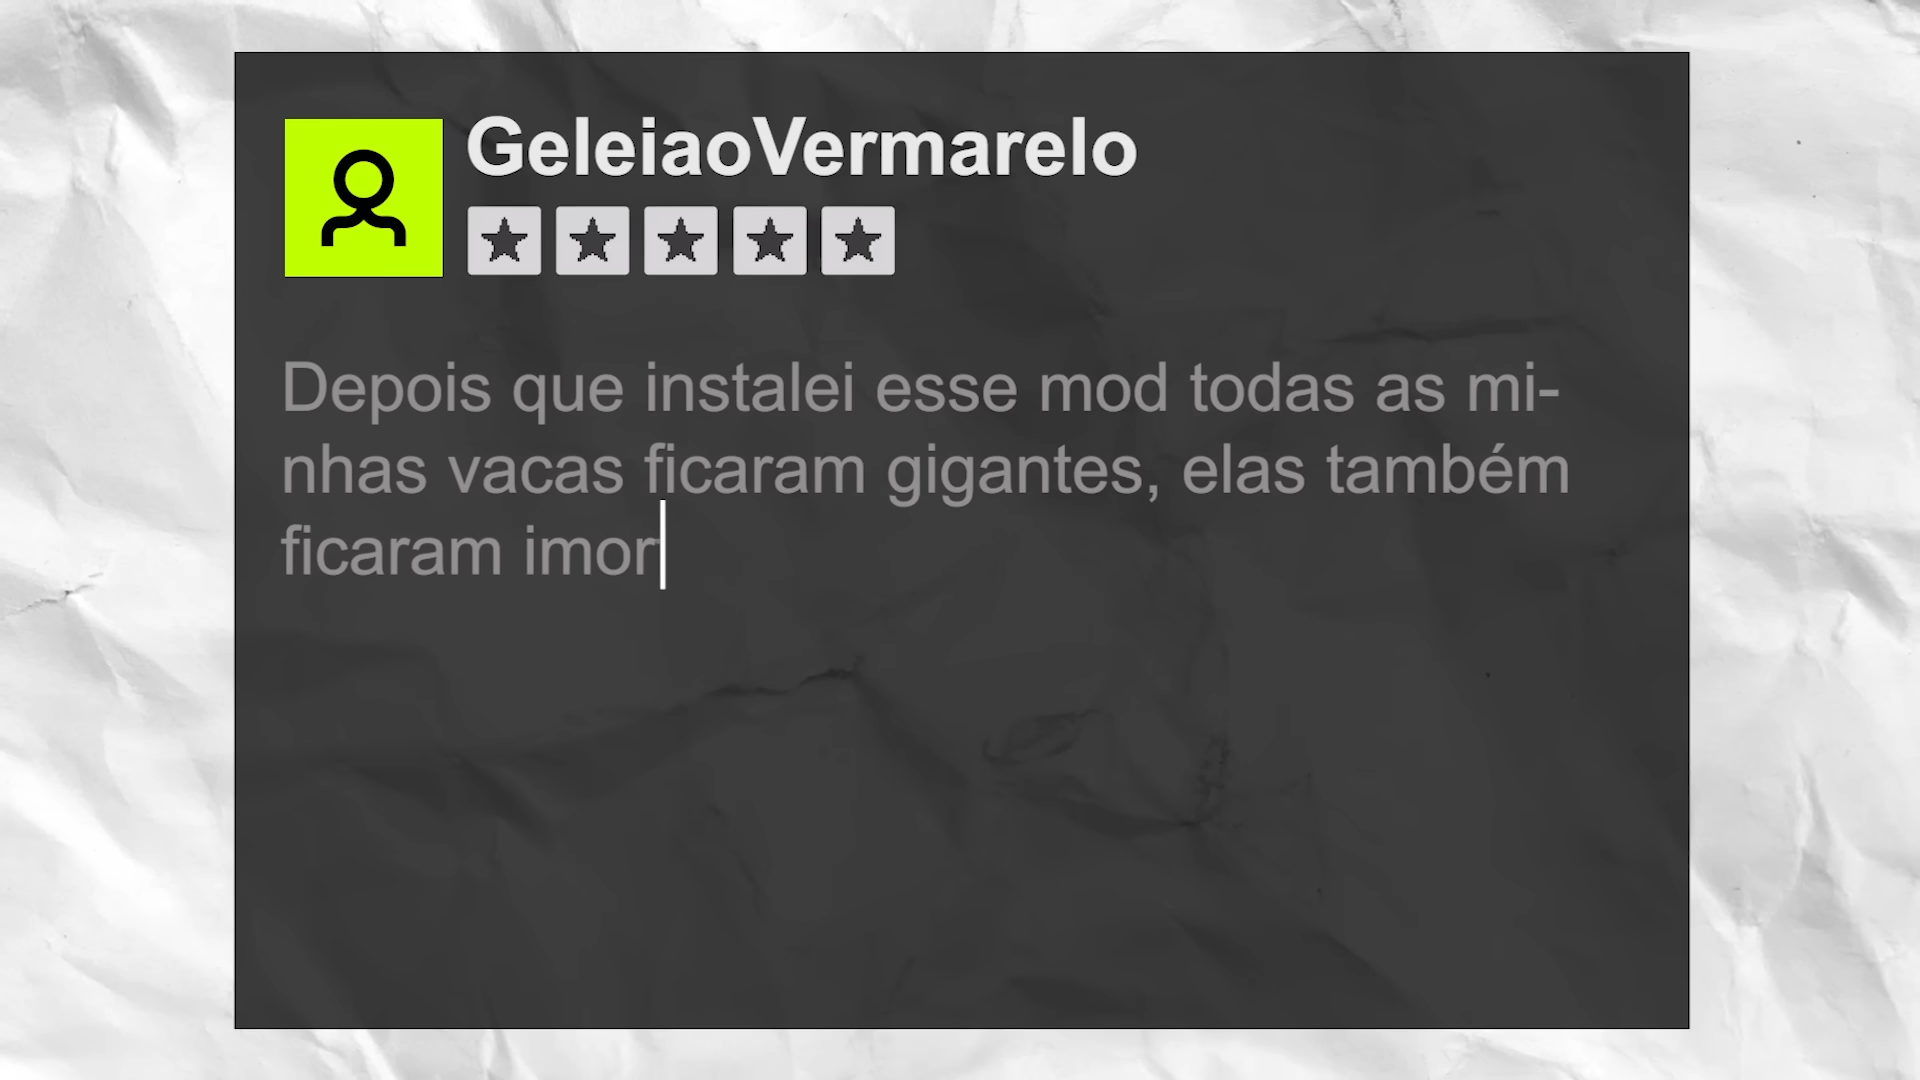 GeleiaoVermarelo
Depois que instalei esse mod todas as mi-
nhas vacas ficaram gigantes, elas também
ficaram imor